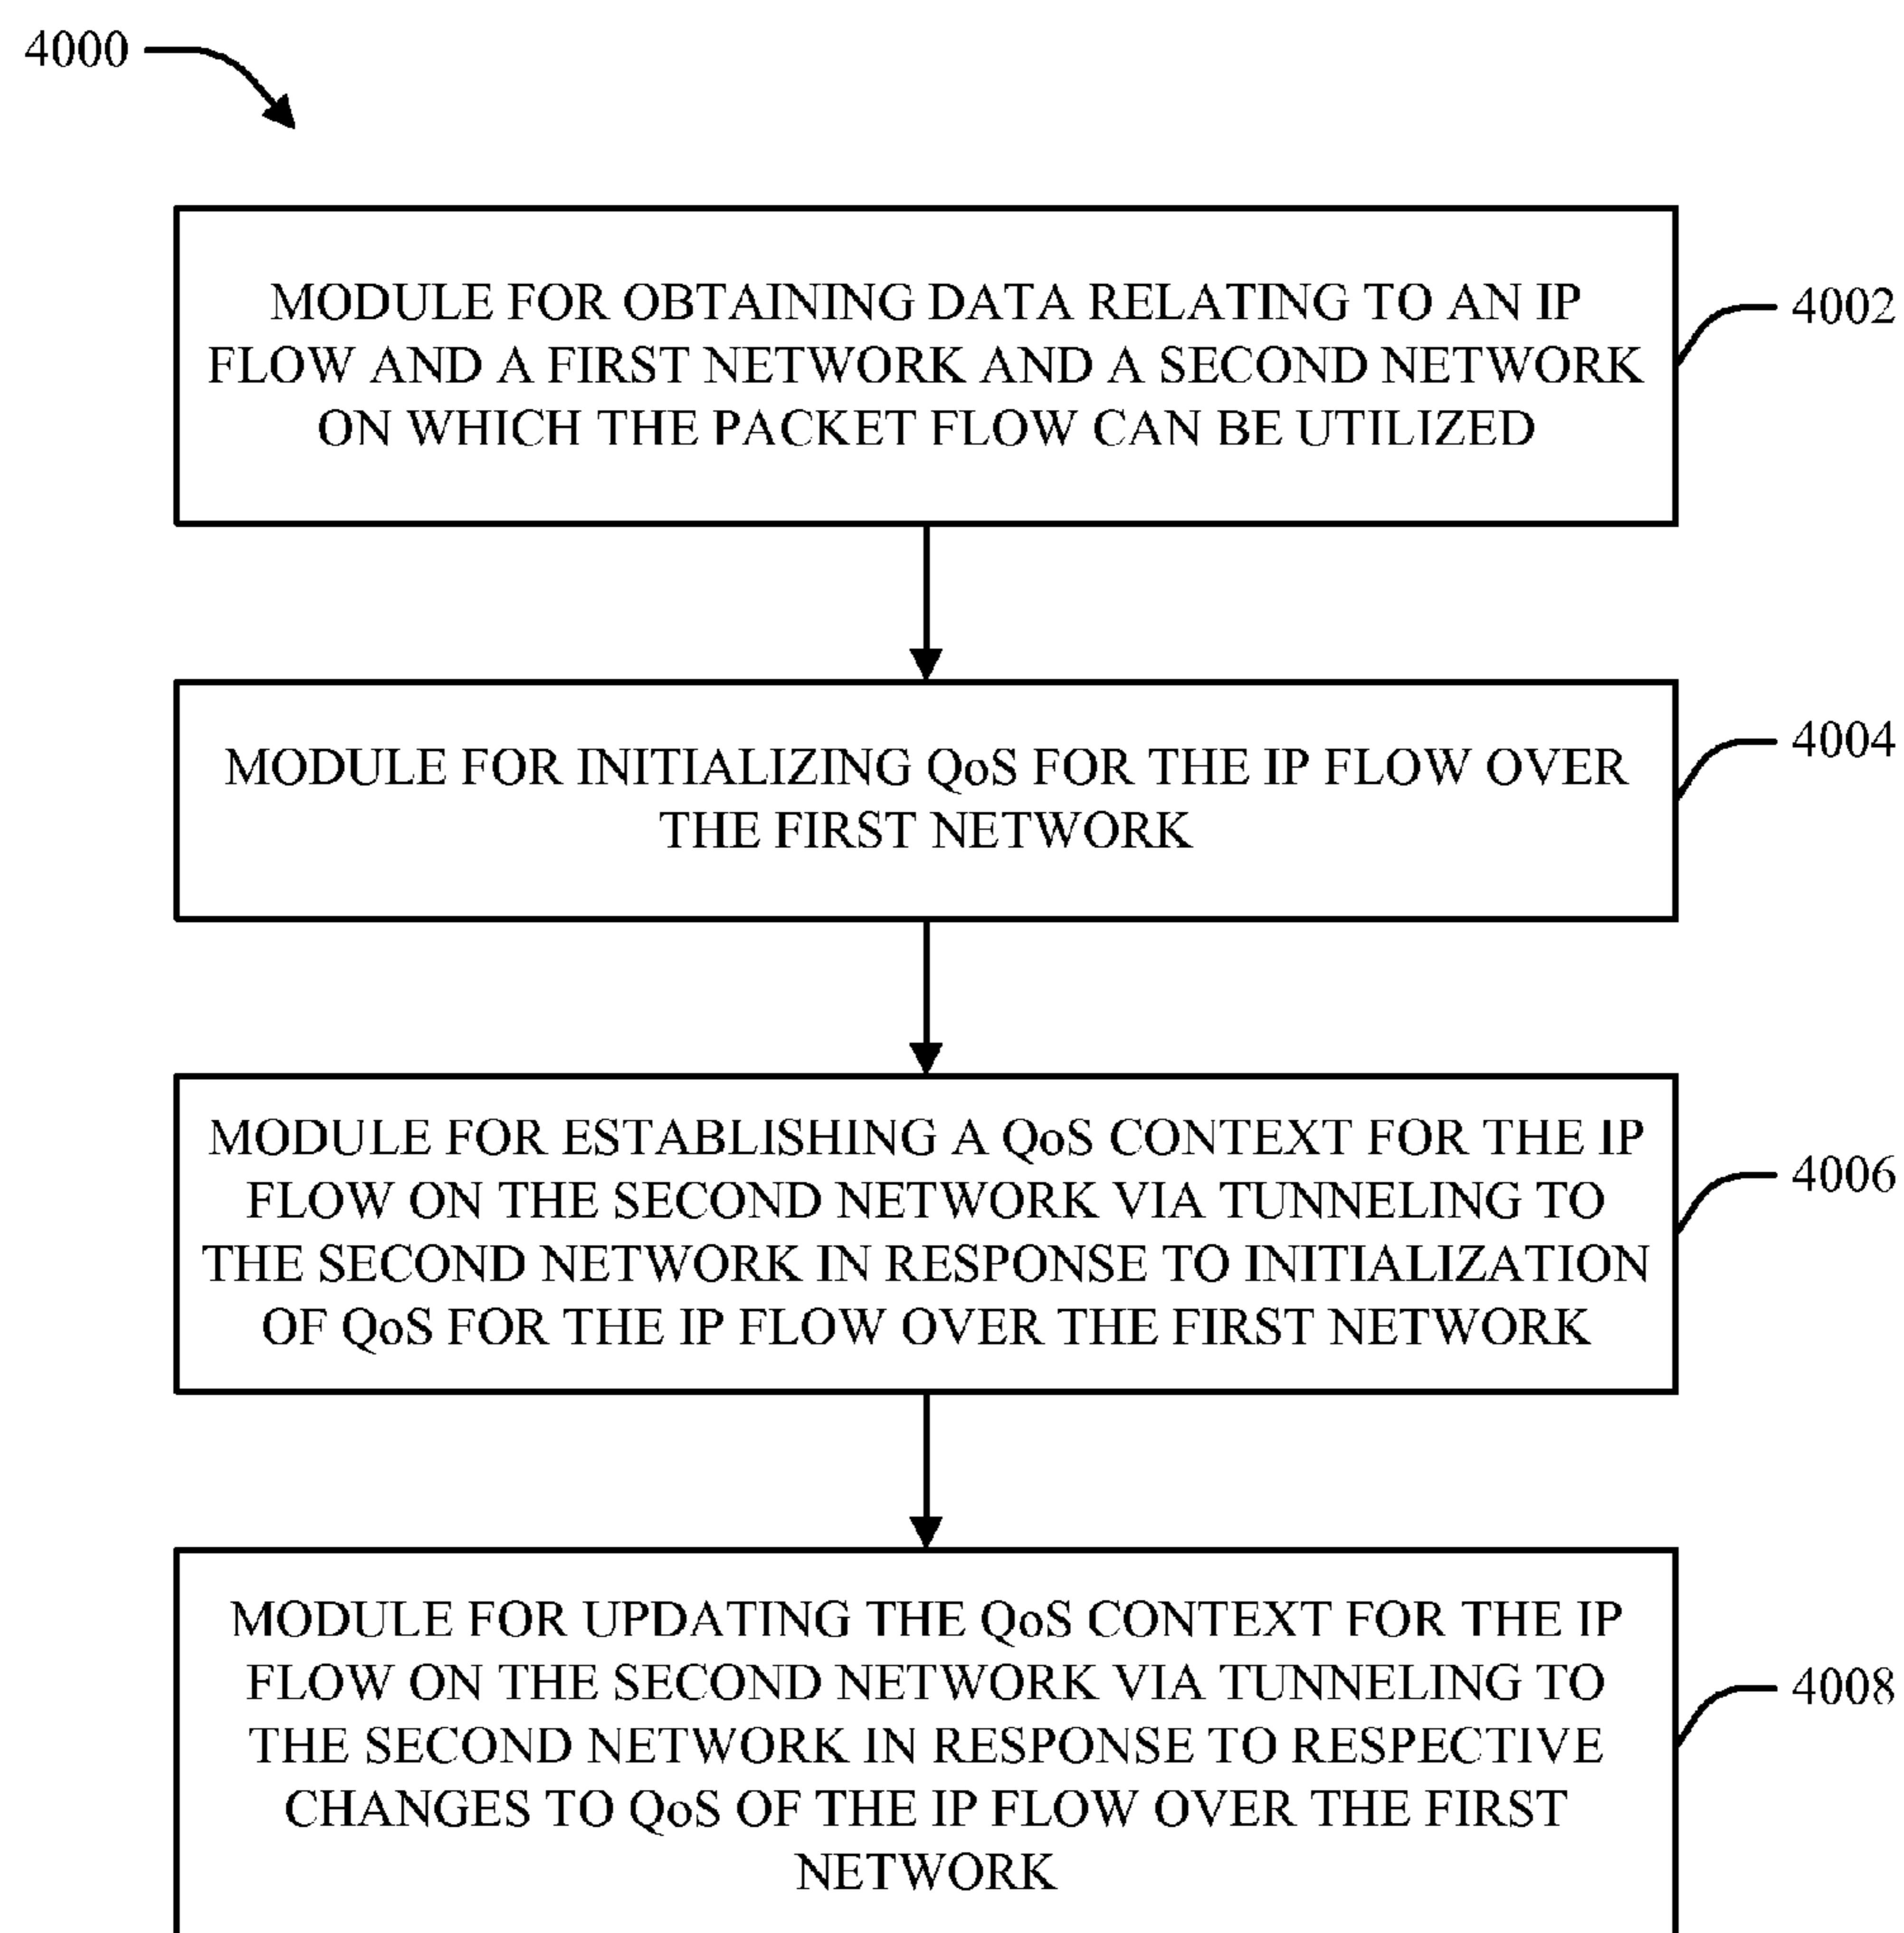 4000
MODULE FOR OBTAINING DATA RELATING TO AN IP
FLOW AND A FIRST NETWORK AND A SECOND NETWORK
ON WHICH THE PACKET FLOW CAN BE UTILIZED
4002
MODULE FOR INITIALIZING QoS FOR THE IP FLOW OVER
THE FIRST NETWORK
4004
MODULE FOR ESTABLISHING A QoS CONTEXT FOR THE IP
FLOW ON THE SECOND NETWORK VIA TUNNELING TO
THE SECOND NETWORK IN RESPONSE TO INITIALIZATION
OF QoS FOR THE IP FLOW OVER THE FIRST NETWORK
4006
MODULE FOR UPDATING THE QoS CONTEXT FOR THE IP
FLOW ON THE SECOND NETWORK VIA TUNNELING TO
THE SECOND NETWORK IN RESPONSE TO RESPECTIVE
CHANGES TO QoS OF THE IP FLOW OVER THE FIRST
NETWORK
4008